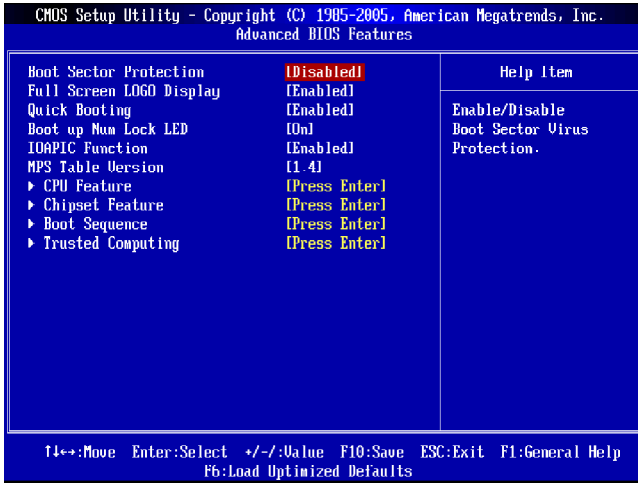 CMOS Setup Utility - Copyright (C) 1985-2005, American Megatrends, Inc.
Advanced BIOS Features
Boot Sector Protection [Disabled]
Full Screen LOGO Display [Enabled]
Quick Booting [Enabled]
Boot up Num Lock LED [On]
IOAPIC Function [Enabled]
MPS Table Version [1.4]
▶ CPU Feature [Press Enter]
▶ Chipset Feature [Press Enter]
▶ Boot Sequence [Press Enter]
▶ Trusted Computing [Press Enter]
Help Item
Enable/Disable
Boot Sector Virus
Protection.
↑↓←→:Move Enter:Select +/-/:Value F10:Save ESC:Exit F1:General Help
F6:Load Optimized Defaults